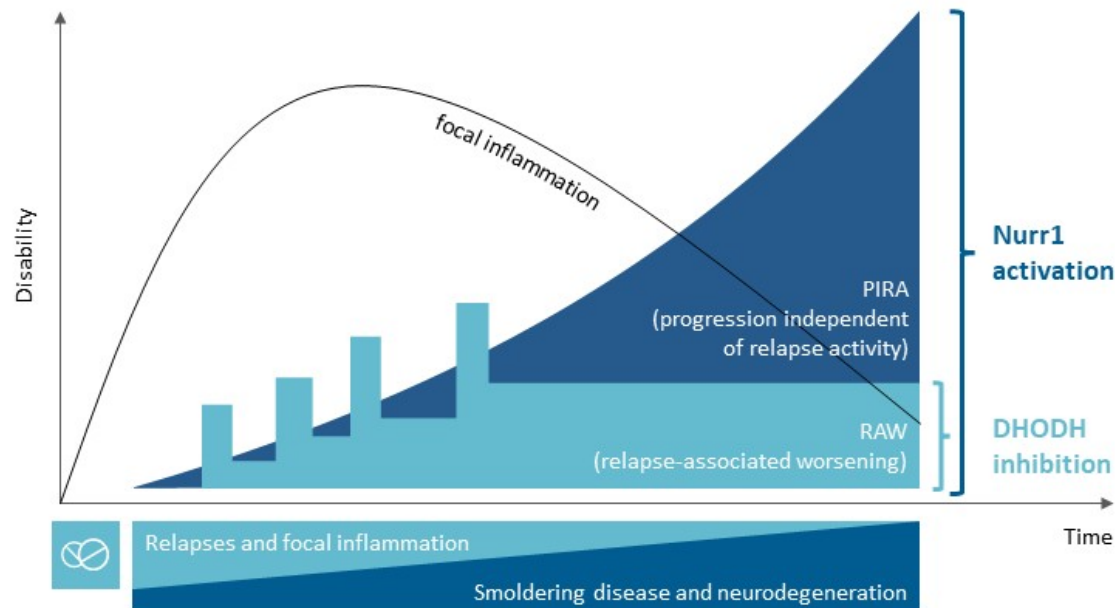 Disability
focal inflammation
PIRA
(progression independent
of relapse activity)
RAW
(relapse-associated worsening)
Nurr1
activation
DHODH
inhibition
Time
Relapses and focal inflammation
Smoldering disease and neurodegeneration